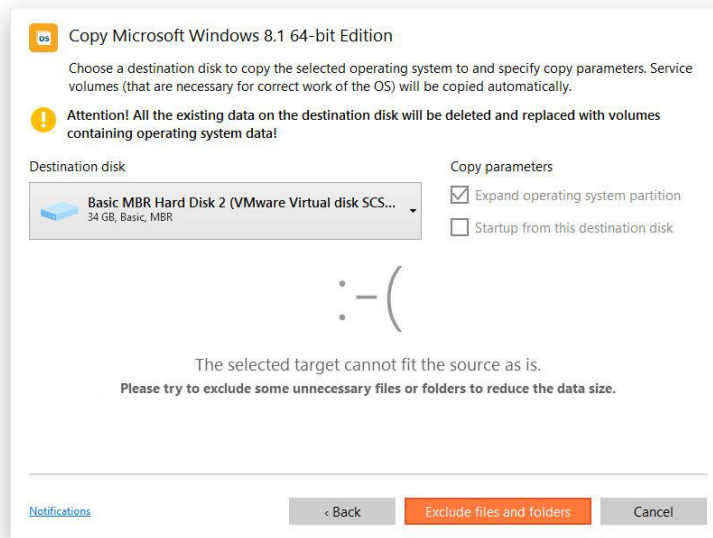 os Copy Microsoft Windows 8.1 64-bit Edition
Choose a destination disk to copy the selected operating system to and specify copy parameters. Service
volumes (that are necessary for correct work of the OS) will be copied automatically.
Attention! All the existing data on the destination disk will be deleted and replaced with volumes
containing operating system data!
Destination disk
Basic MBR Hard Disk 2 (VMware Virtual disk SCS...
34 GB, Basic, MBR
Copy parameters
Expand operating system partition
Startup from this destination disk
:-(
The selected target cannot fit the source as is.
Please try to exclude some unnecessary files or folders to reduce the data size.
Notifications
‹ Back
Exclude files and folders
Cancel